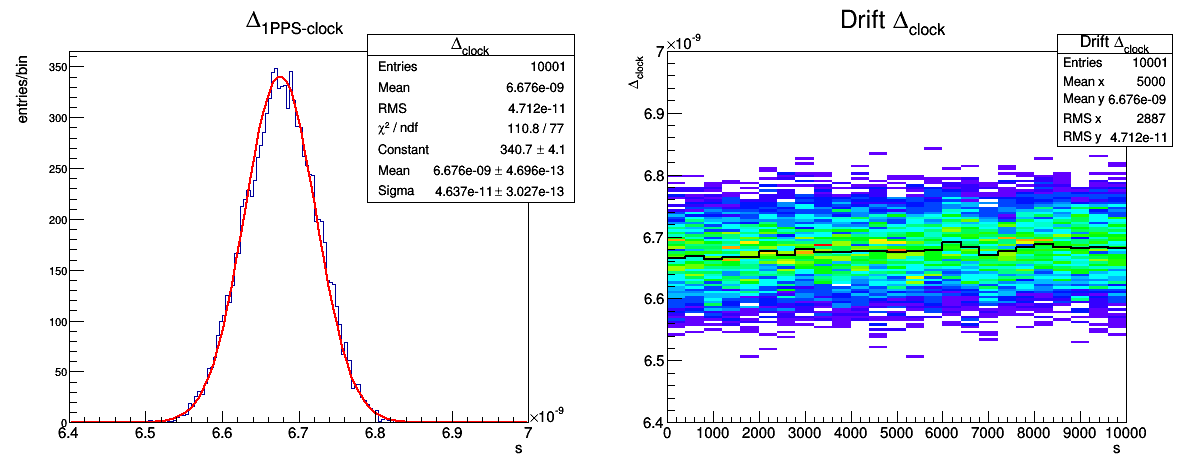 Δ1PPS-clock
Δclock
Entries 10001
Mean 6.676e-09
RMS 4.712e-11
χ² / ndf 110.8 / 77
Constant 340.7 ± 4.1
Mean 6.676e-09 ± 4.696e-13
Sigma 4.637e-11 ± 3.027e-13
entries/bin
350
300
250
200
150
100
50
0
6.4 6.5 6.6 6.7 6.8 6.9 7
×10⁻⁹
s
Drift Δclock
×10⁻⁹
Drift Δclock
Entries 10001
Mean x 5000
Mean y 6.676e-09
RMS x 2887
RMS y 4.712e-11
Δclock
7
6.9
6.8
6.7
6.6
6.5
6.4
0 1000 2000 3000 4000 5000 6000 7000 8000 9000 10000
s